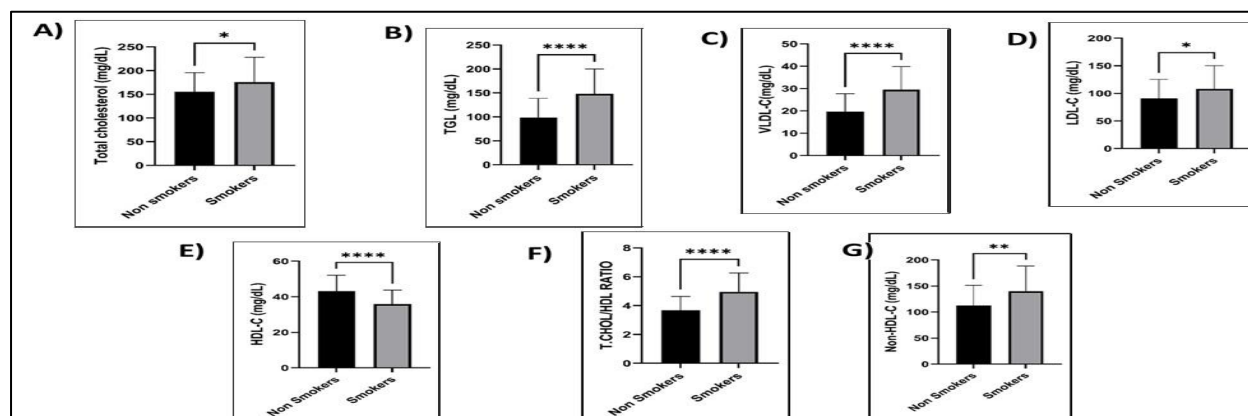 A)
Total cholesterol (mg/dL)
250
200
150
100
50
0
*
Non smokers
Smokers
B)
TGL (mg/dL)
250
200
150
100
50
0
****
Non smokers
Smokers
C)
VLDL-C(mg/dL)
50
40
30
20
10
0
****
Non smokers
Smokers
D)
LDL-C (mg/dL)
200
150
100
50
0
*
Non Smokers
Smokers
E)
HDL-C (mg/dL)
60
40
20
0
****
Non Smokers
Smokers
F)
T.CHOL/HDL RATIO
8
6
4
2
0
****
Non Smokers
Smokers
G)
Non-HDL-C (mg/dL)
200
150
100
50
0
**
Non Smokers
Smokers